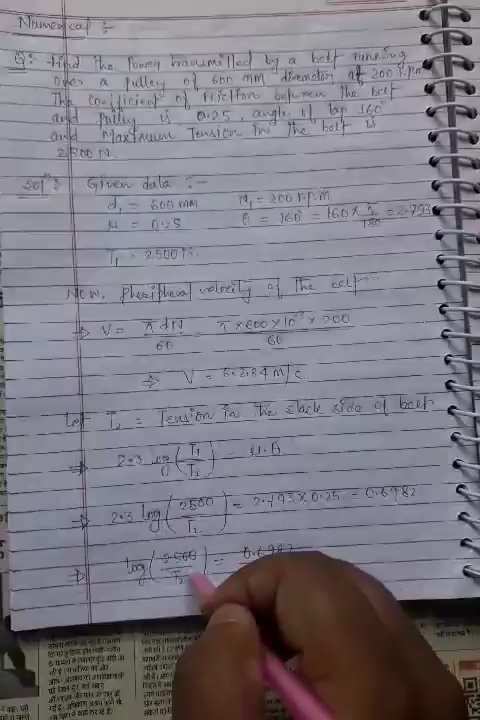 Numerical :-
Q:- Find the Power transmitted by a belt running
over a pulley of 600 mm diameter at 200 r.p.m
The coefficient of friction between the belt
and pulley is 0.25, angle of lap 160°
and Maximum Tension in the belt is
2500 N.
Solⁿ:- Given data :-
d₁ = 600 mm N₁ = 200 r.p.m
μ = 0.25 θ = 160° = 160 × π/180 = 2.793
T₁ = 2500 N.
Now, velocity of the belt
→ V = πdN/60 = π×600×10⁻³×200/60
⇒ V = 6.284 m/s
Let T₂ = Tension in the slack side of belt
⇒ 2.3 log(T₁/T₂) = μ.θ
⇒ 2.3 log(2500/T₂) = 2.793×0.25 = 0.6982
⇒ log(2500/T₂) = 0.6982